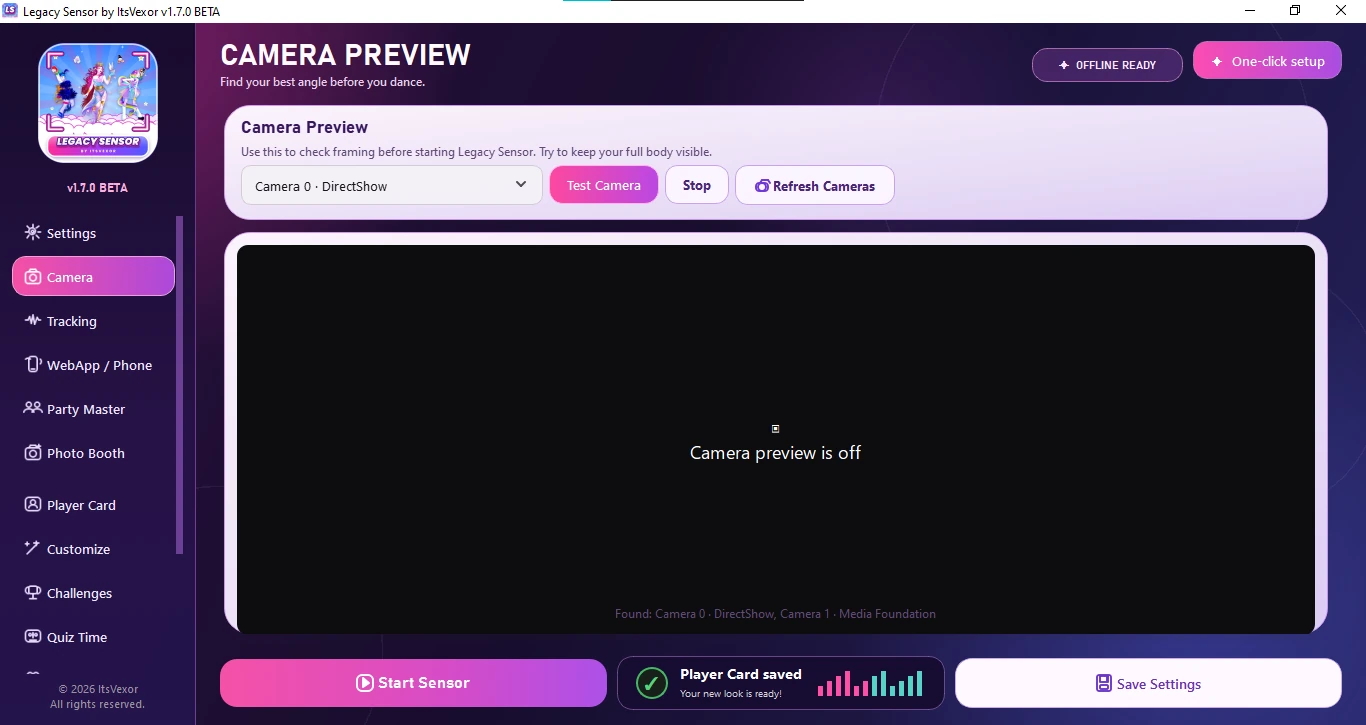 Legacy Sensor by ItsVexor v1.7.0 BETA
LEGACY SENSOR
BY ITSVEXOR
v1.7.0 BETA
Settings
Camera
Tracking
WebApp / Phone
Party Master
Photo Booth
Player Card
Customize
Challenges
Quiz Time
© 2026 ItsVexor
All rights reserved.
CAMERA PREVIEW
Find your best angle before you dance.
OFFLINE READY
One-click setup
Camera Preview
Use this to check framing before starting Legacy Sensor. Try to keep your full body visible.
Camera 0 · DirectShow
Test Camera
Stop
Refresh Cameras
Camera preview is off
Found: Camera 0 · DirectShow, Camera 1 · Media Foundation
Start Sensor
Player Card saved
Your new look is ready!
Save Settings